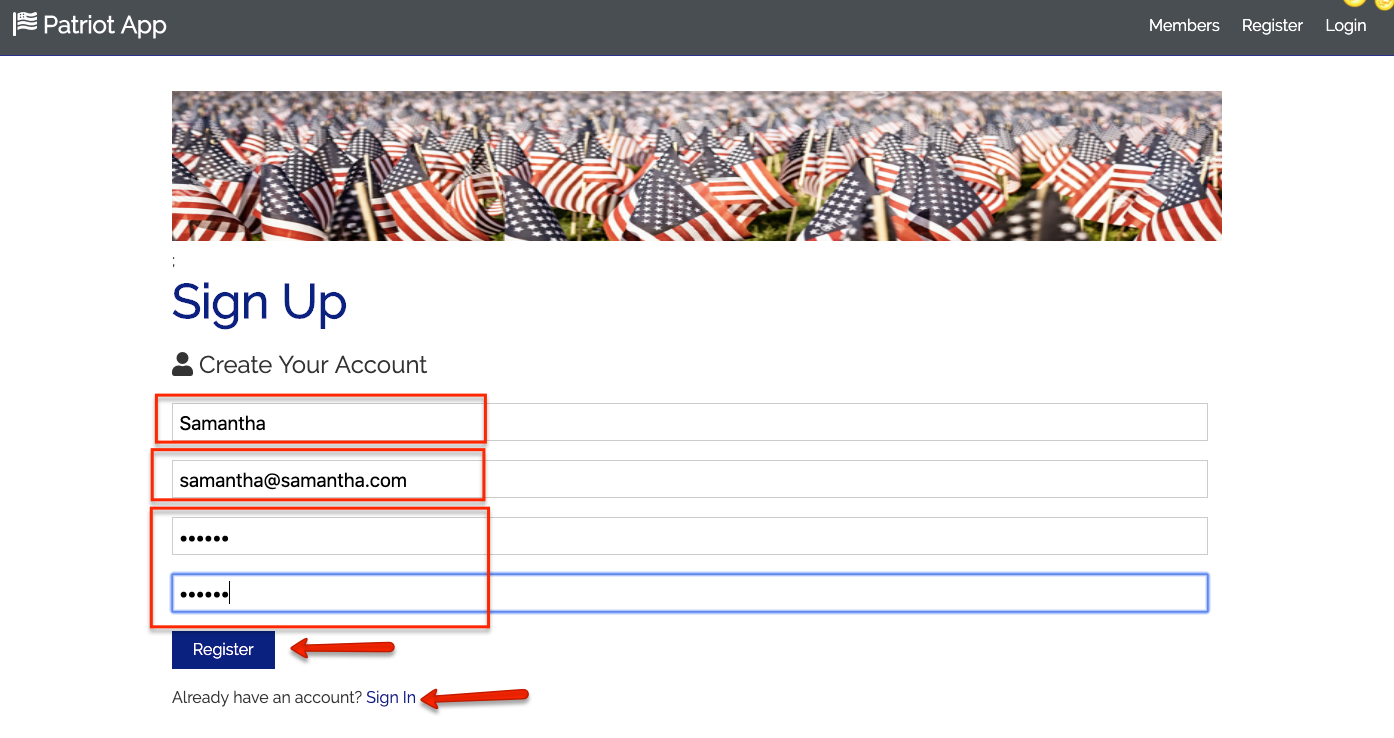 Patriot App
Members Register Login
;
Sign Up
Create Your Account
Samantha
samantha@samantha.com
••••••
••••••
Register
Already have an account? Sign In